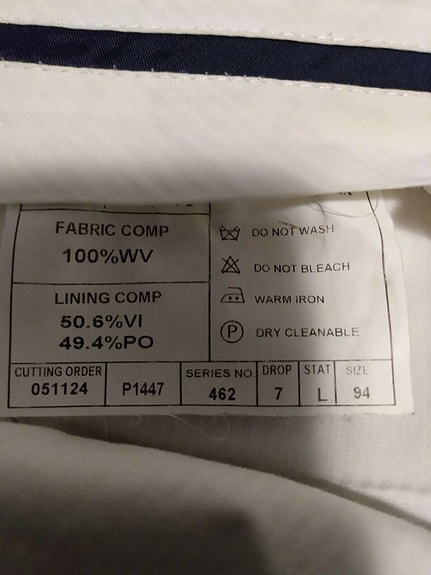 FABRIC COMP
100%WV
LINING COMP
50.6%VI
49.4%PO
DO NOT WASH
DO NOT BLEACH
WARM IRON
P DRY CLEANABLE
CUTTING ORDER
051124
P1447
SERIES NO.
462
DROP
7
STAT
L
SIZE
94